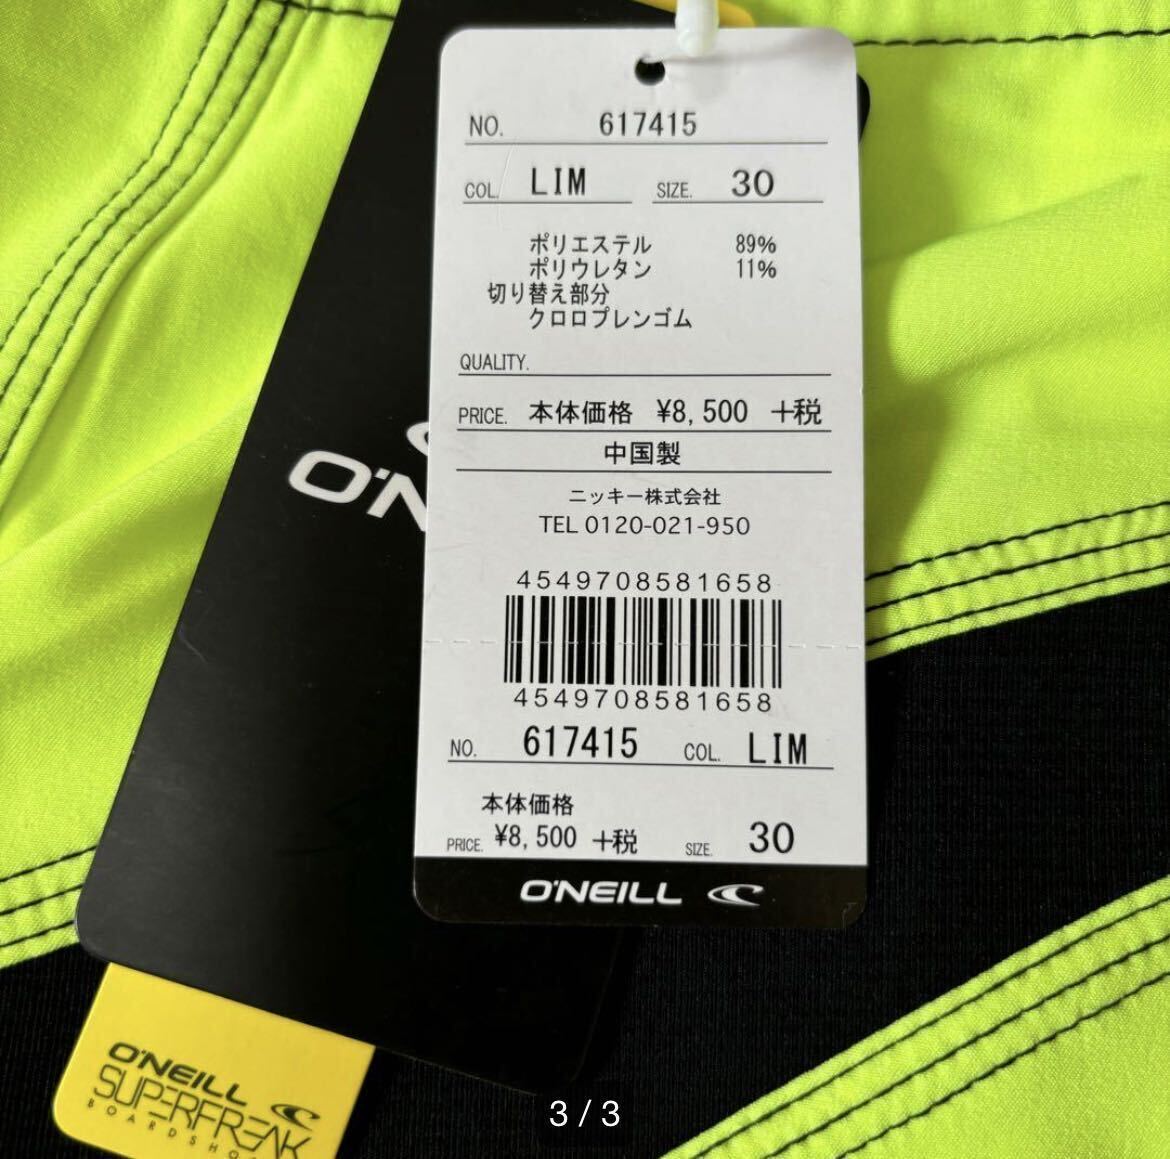 NO. 617415
COL. LIM SIZE. 30
ポリエステル 89%
ポリウレタン 11%
切り替え部分
クロロプレンゴム
QUALITY.
PRICE. 本体価格 ¥8,500 +税
中国製
ニッキー株式会社
TEL 0120-021-950
4549708581658
4549708581658
NO. 617415 COL. LIM
本体価格
PRICE. ¥8,500 +税 SIZE. 30
O'NEILL
O'N
O'NEILL
SUPERFREAK
BOARDSHO
3 / 3